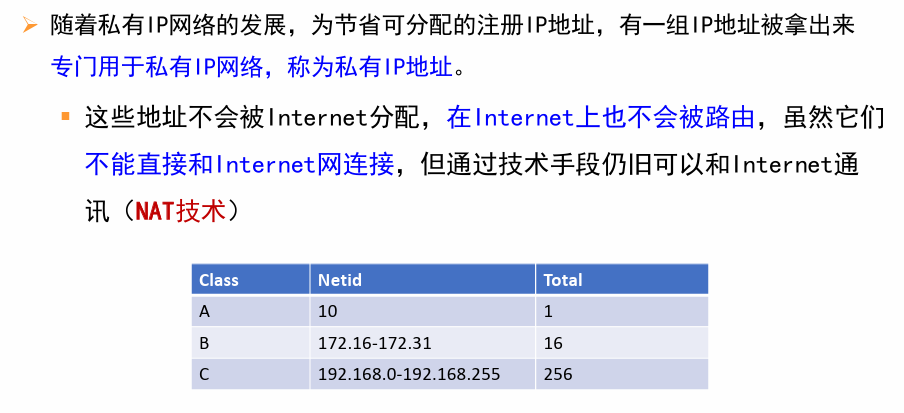 随着私有IP网络的发展，为节省可分配的注册IP地址，有一组IP地址被拿出来
专门用于私有IP网络，称为私有IP地址。
这些地址不会被Internet分配，在Internet上也不会被路由，虽然它们
不能直接和Internet网连接，但通过技术手段仍旧可以和Internet通
讯（NAT技术）
Class Netid Total
A 10 1
B 172.16-172.31 16
C 192.168.0-192.168.255 256